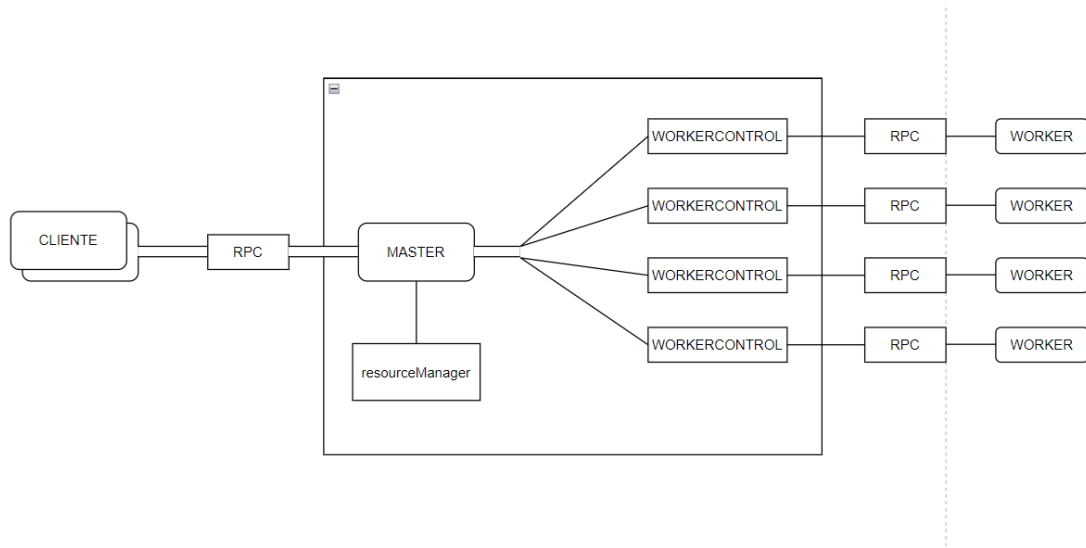 WORKERCONTROL
RPC
WORKER
WORKERCONTROL
RPC
WORKER
CLIENTE
RPC
MASTER
WORKERCONTROL
RPC
WORKER
WORKERCONTROL
RPC
WORKER
resourceManager